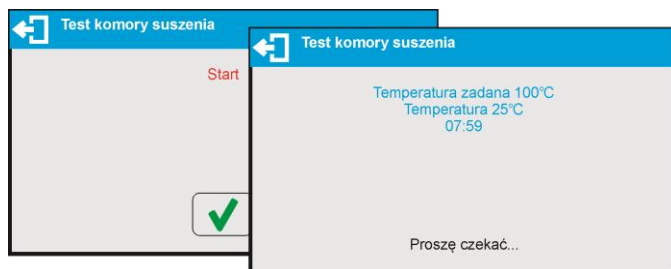 Test komory suszenia
Start
Test komory suszenia
Temperatura zadana 100°C
Temperatura 25°C
07:59
Proszę czekać...